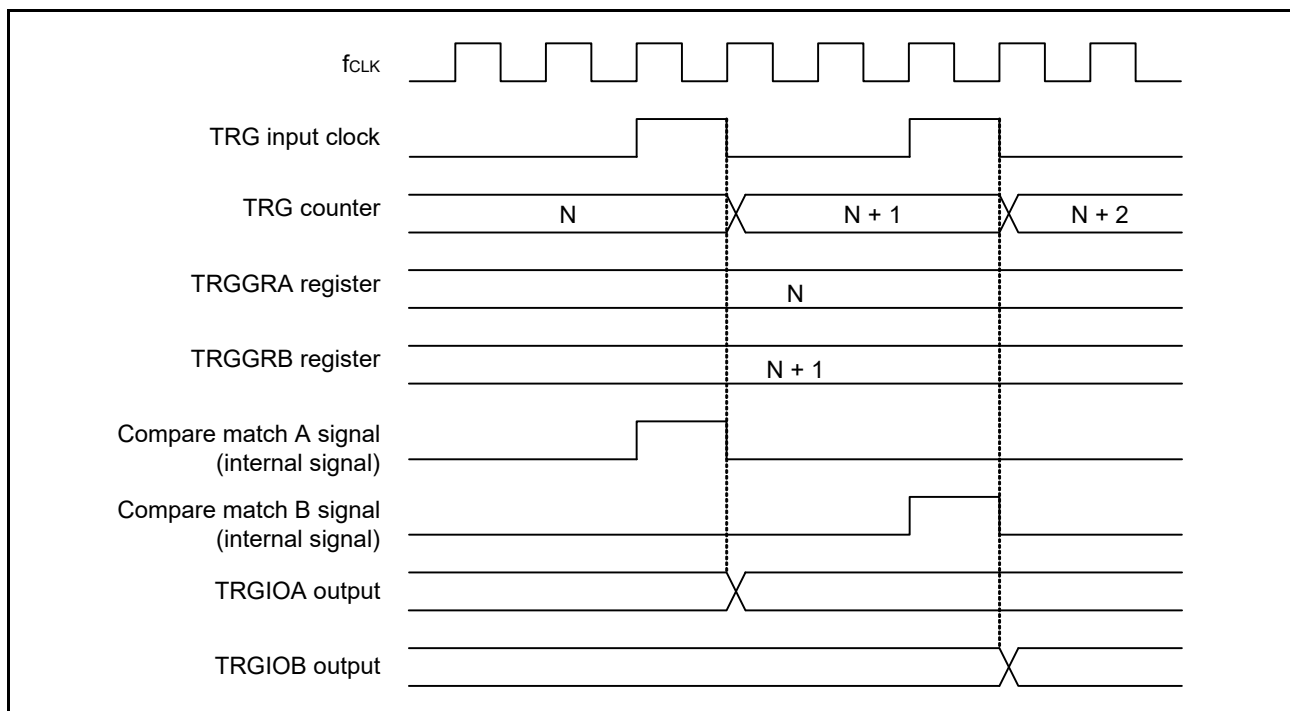 fCLK
TRG input clock
TRG counter
N
N + 1
N + 2
TRGGRA register
N
TRGGRB register
N + 1
Compare match A signal
(internal signal)
Compare match B signal
(internal signal)
TRGIOA output
TRGIOB output